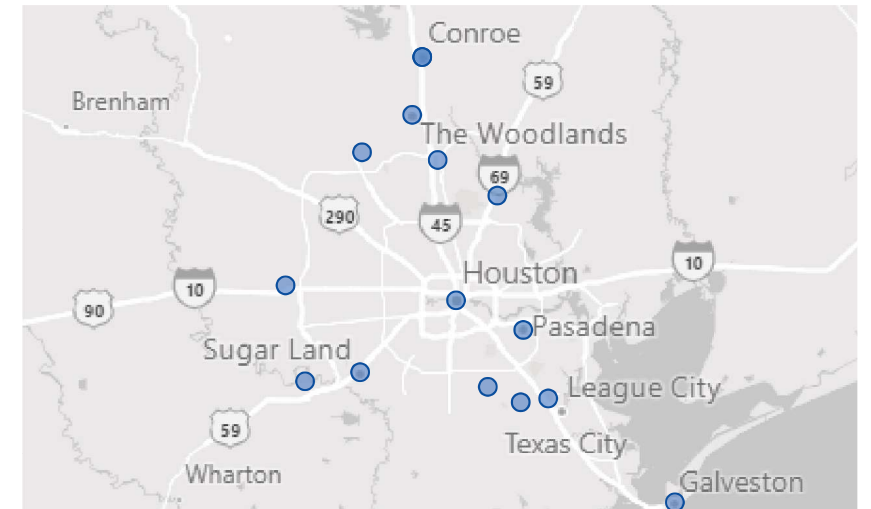 Conroe
59
Brenham
The Woodlands
69
290
45
10
Houston
10
90
Pasadena
Sugar Land
League City
59
Texas City
Wharton
Galveston